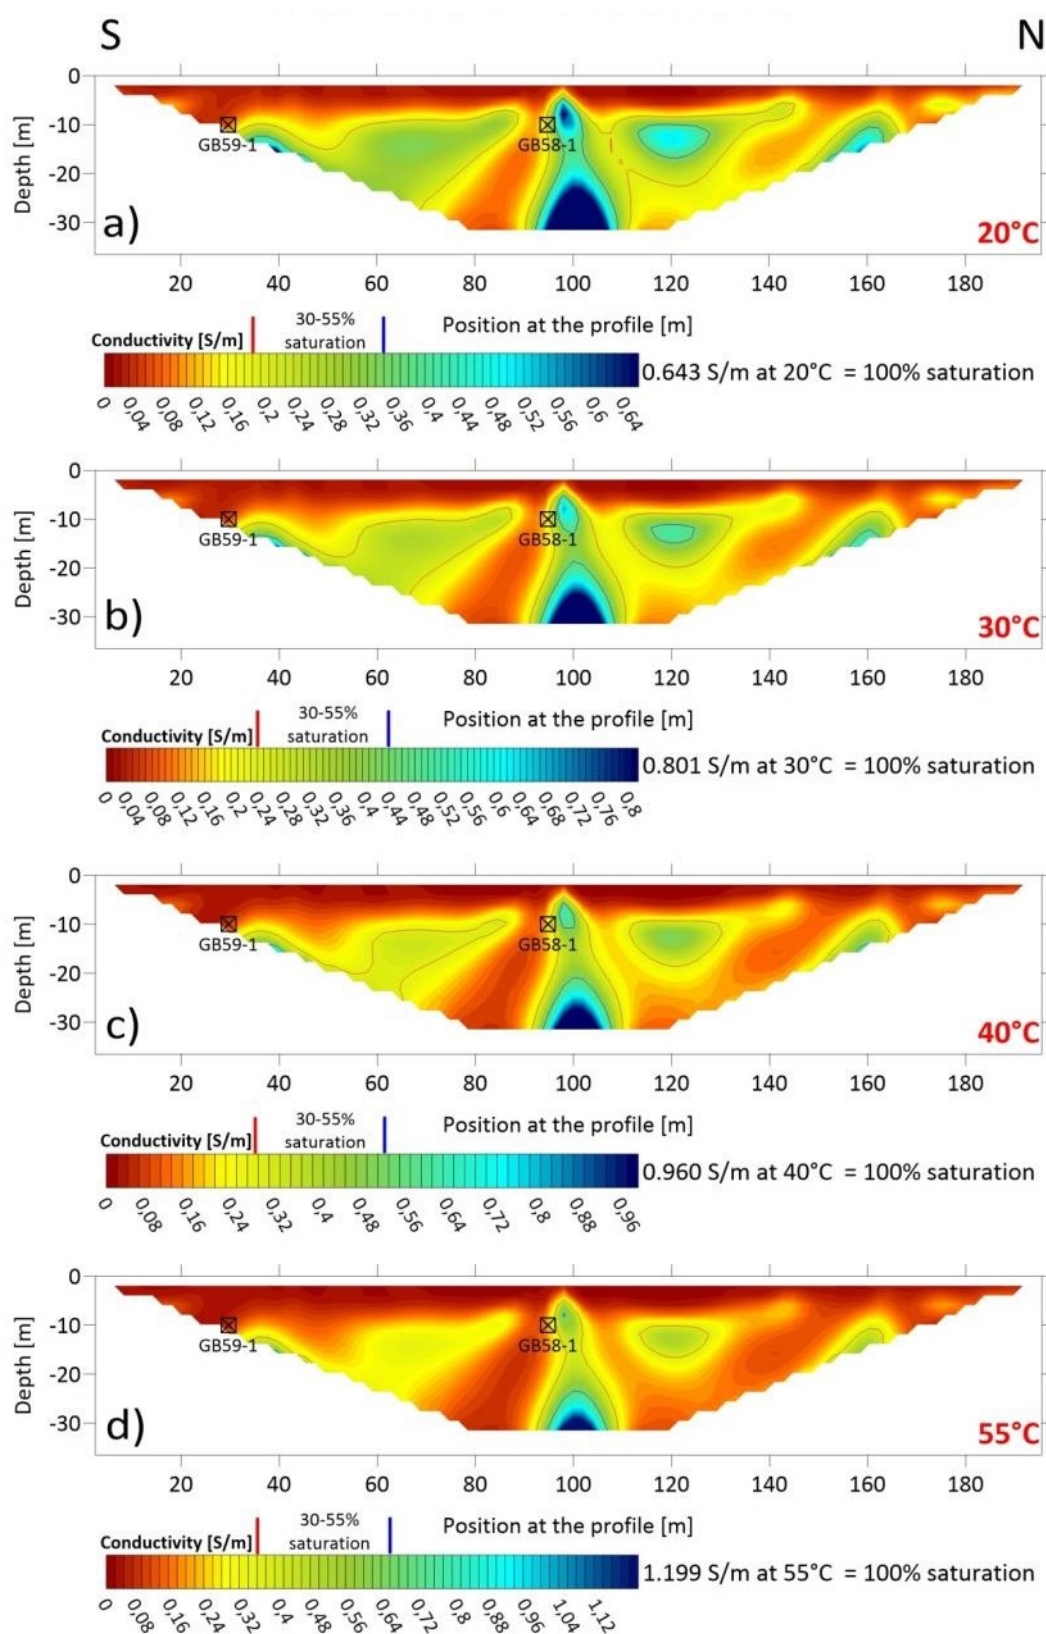 S N
0
-10
-20
-30
Depth [m]
GB59-1 GB58-1
a) 20°C
20 40 60 80 100 120 140 160 180
Position at the profile [m]
30-55%
saturation
Conductivity [S/m]
0.643 S/m at 20°C = 100% saturation
0 0,04 0,08 0,12 0,16 0,2 0,24 0,28 0,32 0,36 0,4 0,44 0,48 0,52 0,56 0,6 0,64
0
-10
-20
-30
Depth [m]
GB59-1 GB58-1
b) 30°C
20 40 60 80 100 120 140 160 180
Position at the profile [m]
30-55%
saturation
Conductivity [S/m]
0.801 S/m at 30°C = 100% saturation
0 0,04 0,08 0,12 0,16 0,2 0,24 0,28 0,32 0,36 0,4 0,44 0,48 0,52 0,56 0,6 0,64 0,68 0,72 0,76 0,8
0
-10
-20
-30
Depth [m]
GB59-1 GB58-1
c) 40°C
20 40 60 80 100 120 140 160 180
Position at the profile [m]
30-55%
saturation
Conductivity [S/m]
0.960 S/m at 40°C = 100% saturation
0 0,08 0,16 0,24 0,32 0,4 0,48 0,56 0,64 0,72 0,8 0,88 0,96
0
-10
-20
-30
Depth [m]
GB59-1 GB58-1
d) 55°C
20 40 60 80 100 120 140 160 180
Position at the profile [m]
30-55%
saturation
Conductivity [S/m]
1.199 S/m at 55°C = 100% saturation
0 0,08 0,16 0,24 0,32 0,4 0,48 0,56 0,64 0,72 0,8 0,88 0,96 1,04 1,12